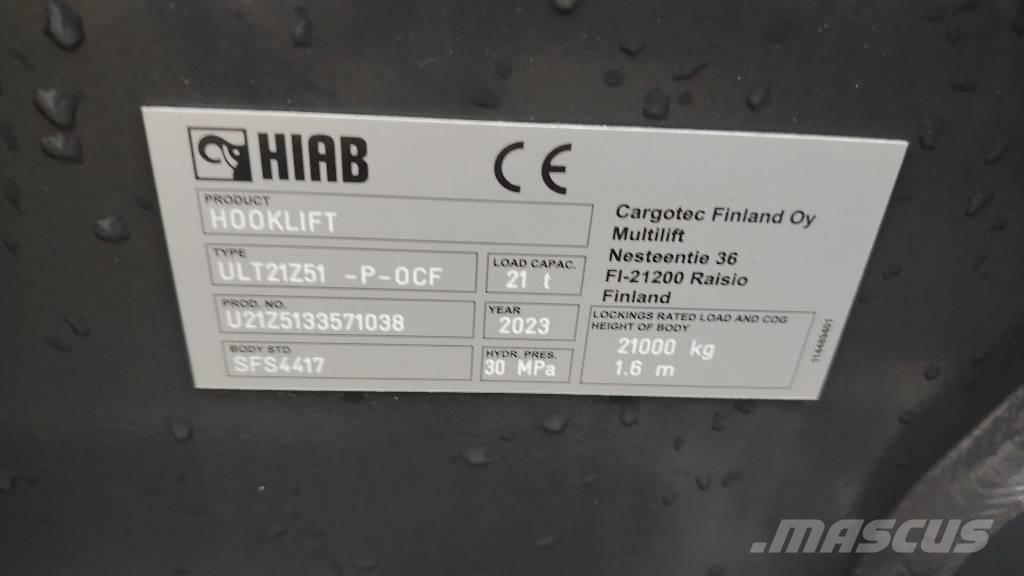 HIAB
CE
PRODUCT
HOOKLIFT
TYPE
ULT21Z51 -P-OCF
LOAD CAPAC.
21 t
PROD. NO.
U21Z5133571038
YEAR
2023
BODY STD
SFS4417
HYDR. PRES.
30 MPa
Cargotec Finland Oy
Multilift
Nesteentie 36
FI-21200 Raisio
Finland
LOCKINGS RATED LOAD AND COG
HEIGHT OF BODY
21000 kg
1.6 m
.MASCUS